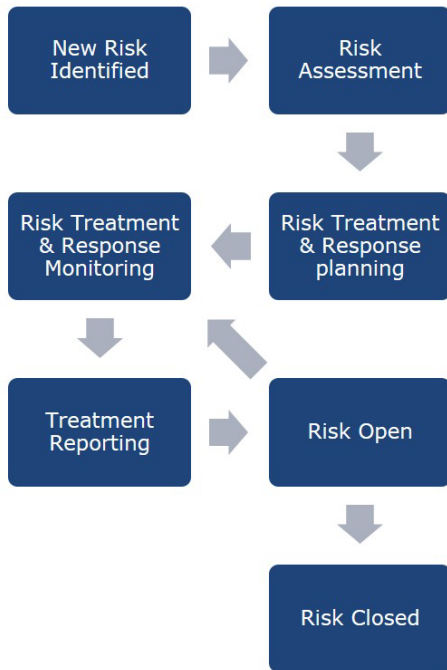 New Risk
Identified
Risk
Assessment
Risk Treatment
& Response
planning
Risk Treatment
& Response
Monitoring
Treatment
Reporting
Risk Open
Risk Closed